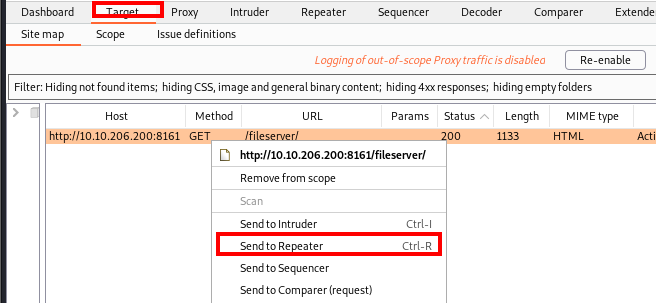 Dashboard Target Proxy Intruder Repeater Sequencer Decoder Comparer Extende
Site map Scope Issue definitions
Logging of out-of-scope Proxy traffic is disabled Re-enable
Filter: Hiding not found items; hiding CSS, image and general binary content; hiding 4xx responses; hiding empty folders
Host Method URL Params Status Length MIME type
http://10.10.206.200:8161 GET /fileserver/ 200 1133 HTML Acti
http://10.10.206.200:8161/fileserver/
Remove from scope
Scan
Send to Intruder Ctrl-I
Send to Repeater Ctrl-R
Send to Sequencer
Send to Comparer (request)